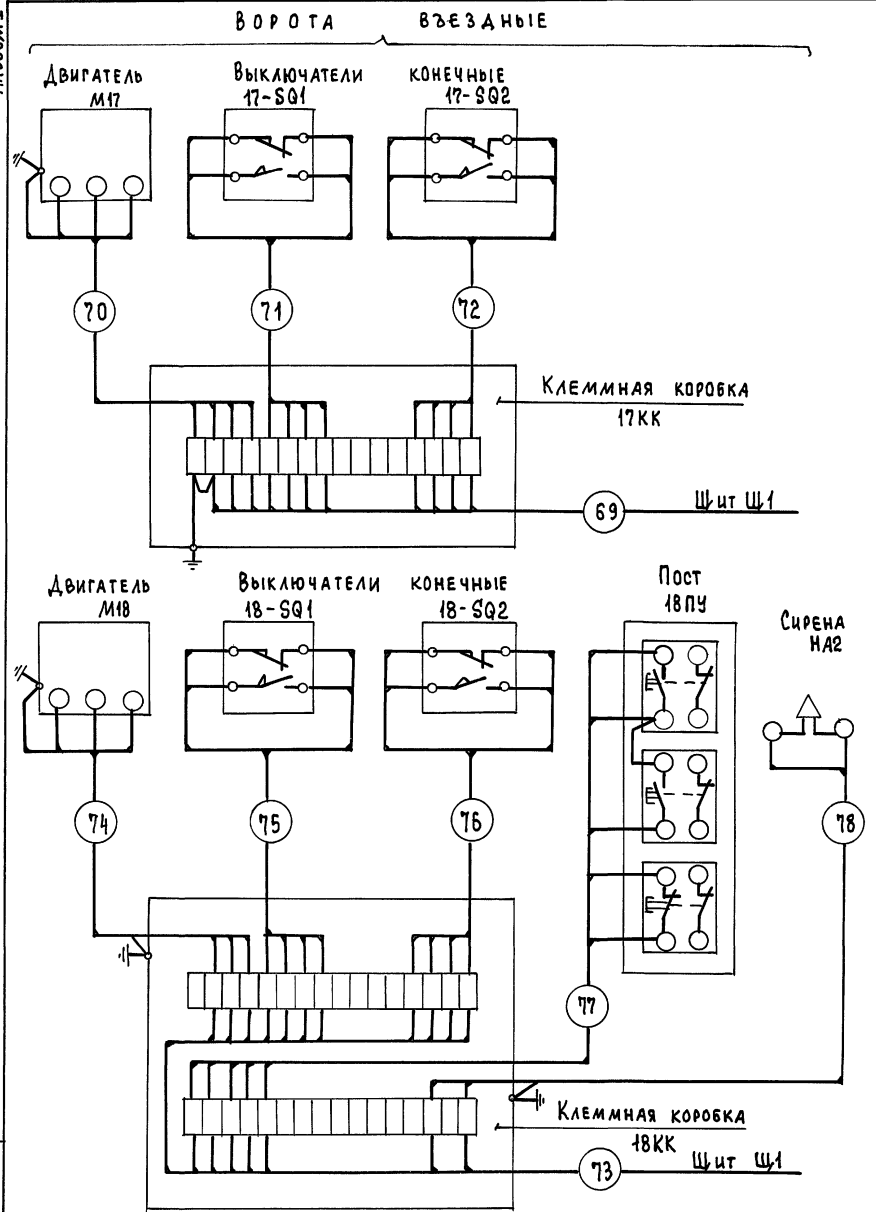 ВОРОТА ВЪЕЗДНЫЕ
Двигатель
М17
Выключатели
17-SQ1
конечные
17-SQ2
70
71
72
Клеммная коробка
17КК
69
Щит Щ1
Двигатель
М18
Выключатели
18-SQ1
конечные
18-SQ2
Пост
18ПУ
Сирена
НА2
74
75
76
78
77
Клеммная коробка
18КК
73
Щит Щ1